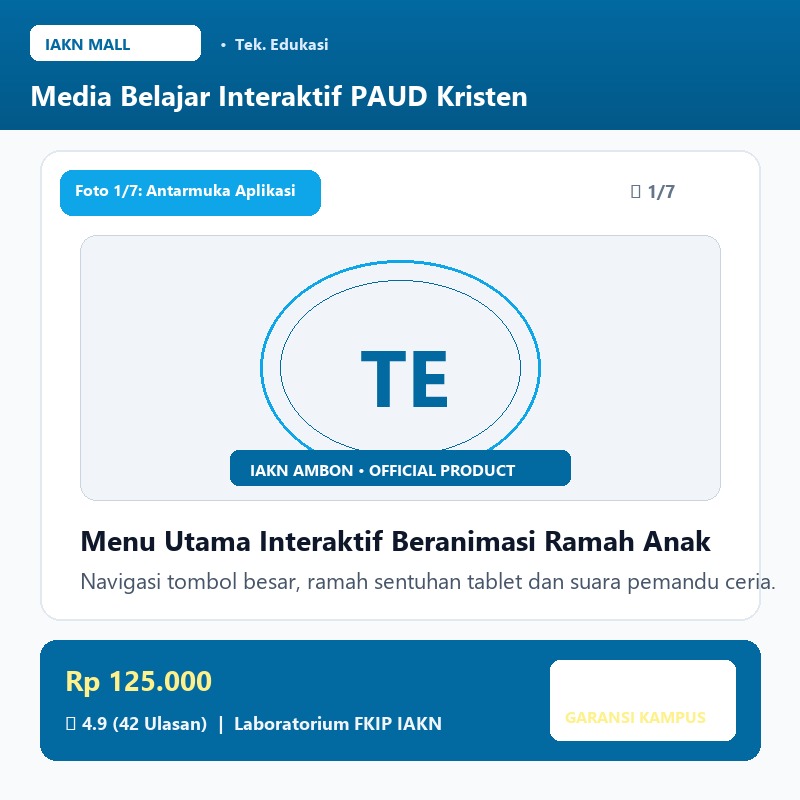 IAKN MALL
• Tek. Edukasi
Media Belajar Interaktif PAUD Kristen
Foto 1/7: Antarmuka Aplikasi
1/7
TE
IAKN AMBON • OFFICIAL PRODUCT
Menu Utama Interaktif Beranimasi Ramah Anak
Navigasi tombol besar, ramah sentuhan tablet dan suara pemandu ceria.
Rp 125.000
4.9 (42 Ulasan) | Laboratorium FKIP IAKN
GARANSI KAMPUS